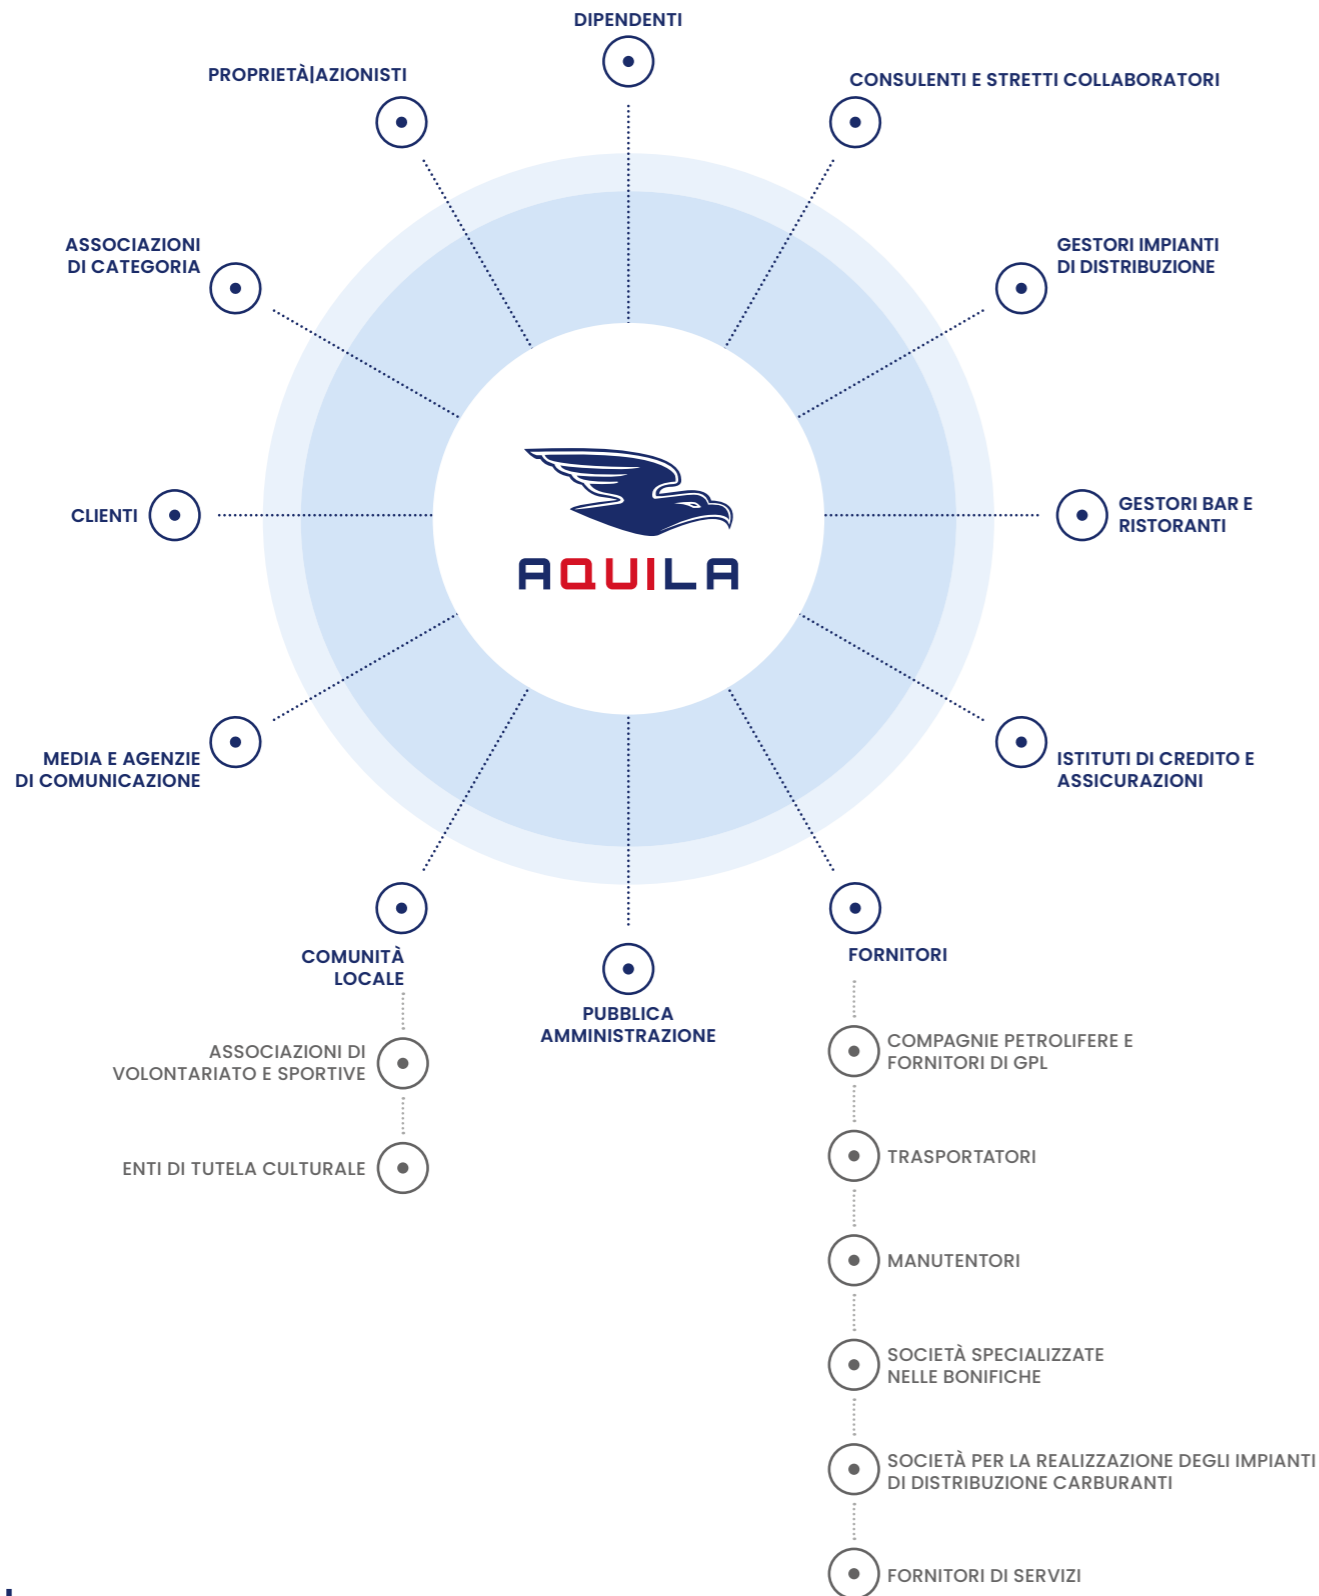 DIPENDENTI
PROPRIETÀ|AZIONISTI
CONSULENTI E STRETTI COLLABORATORI
ASSOCIAZIONI
DI CATEGORIA
GESTORI IMPIANTI
DI DISTRIBUZIONE
CLIENTI
AQUILA
GESTORI BAR E
RISTORANTI
MEDIA E AGENZIE
DI COMUNICAZIONE
ISTITUTI DI CREDITO E
ASSICURAZIONI
COMUNITÀ
LOCALE
PUBBLICA
AMMINISTRAZIONE
FORNITORI
ASSOCIAZIONI DI
VOLONTARIATO E SPORTIVE
ENTI DI TUTELA CULTURALE
COMPAGNIE PETROLIFERE E
FORNITORI DI GPL
TRASPORTATORI
MANUTENTORI
SOCIETÀ SPECIALIZZATE
NELLE BONIFICHE
SOCIETÀ PER LA REALIZZAZIONE DEGLI IMPIANTI
DI DISTRIBUZIONE CARBURANTI
FORNITORI DI SERVIZI